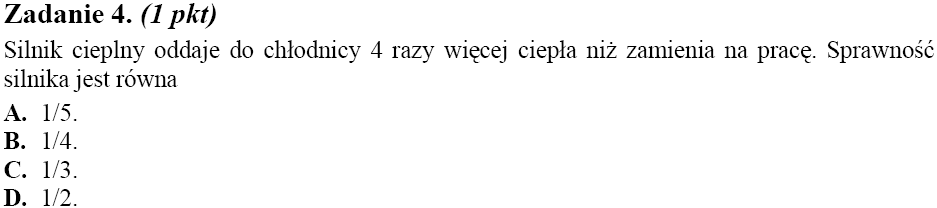 Zadanie 4. (1 pkt)
Silnik cieplny oddaje do chłodnicy 4 razy więcej ciepła niż zamienia na pracę. Sprawność
silnika jest równa
A. 1/5.
B. 1/4.
C. 1/3.
D. 1/2.